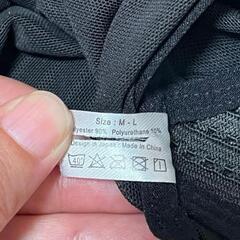 Size : M - L
olyester 90% Polyurethane 10%
Design in Japan : Made in China
40°